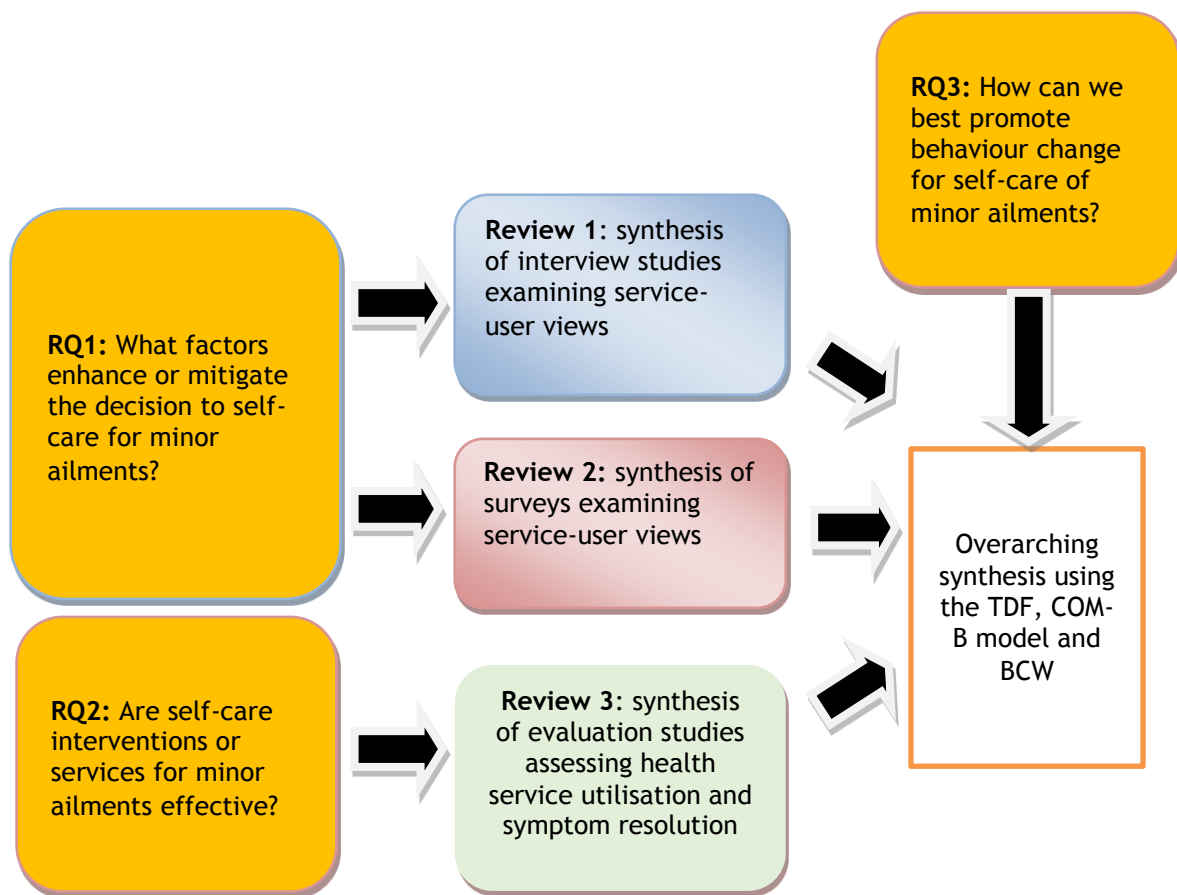 RQ1: What factors
enhance or mitigate
the decision to self-
care for minor
ailments?
RQ2: Are self-care
interventions or
services for minor
ailments effective?
Review 1: synthesis
of interview studies
examining service-
user views
Review 2: synthesis of
surveys examining
service-user views
Review 3: synthesis
of evaluation studies
assessing health
service utilisation and
symptom resolution
RQ3: How can we
best promote
behaviour change
for self-care of
minor ailments?
Overarching
synthesis using
the TDF, COM-
B model and
BCW